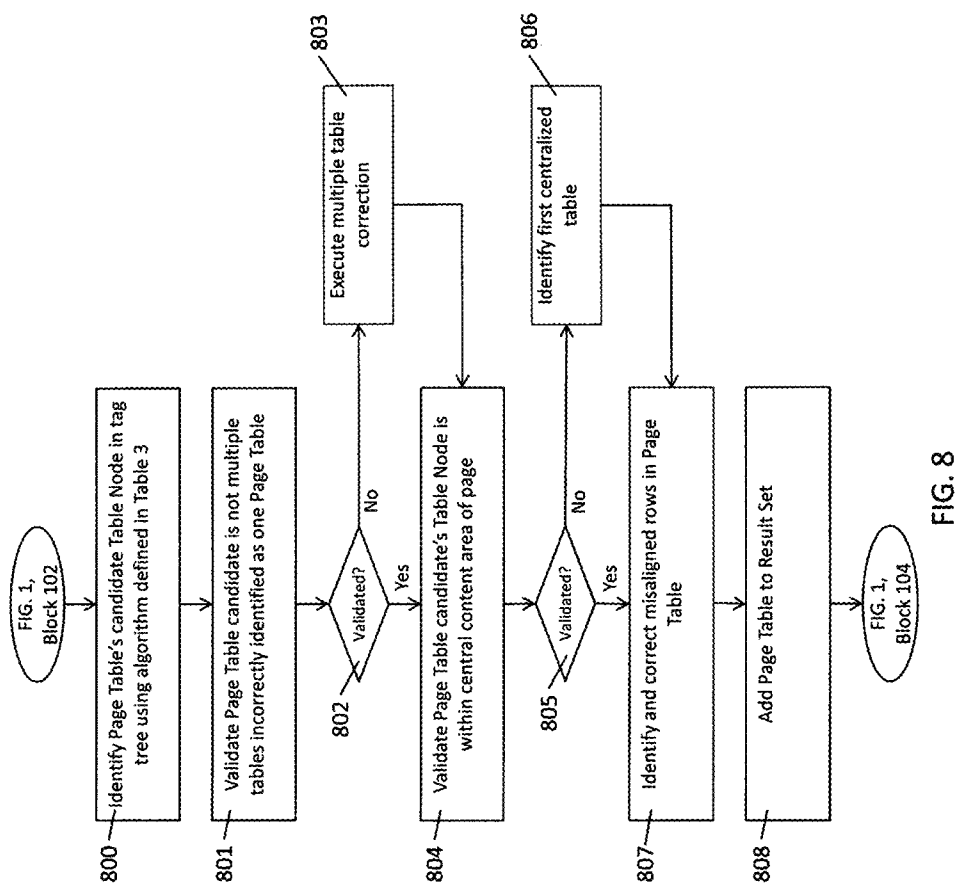 FIG. 1,
Block 102
800
Identify Page Table's candidate Table Node in tag
tree using algorithm defined in Table 3
801
Validate Page Table candidate is not multiple
tables incorrectly identified as one Page Table
802
Validated?
No
Yes
803
Execute multiple table
correction
804
Validate Page Table candidate's Table Node is
within central content area of page
805
Validated?
No
Yes
806
Identify first centralized
table
807
Identify and correct misaligned rows in Page
Table
808
Add Page Table to Result Set
FIG. 1,
Block 104
FIG. 8